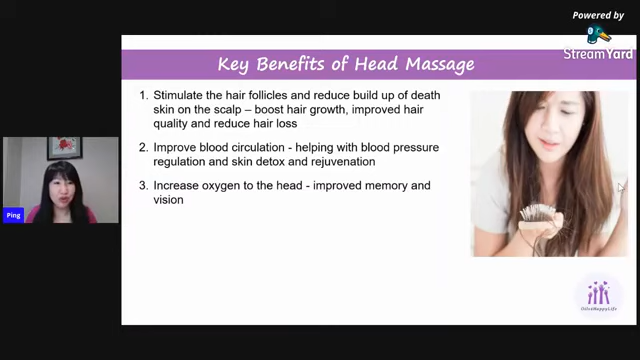 Powered by
StreamYard
Key Benefits of Head Massage
1. Stimulate the hair follicles and reduce build up of death
skin on the scalp – boost hair growth, improved hair
quality and reduce hair loss
2. Improve blood circulation - helping with blood pressure
regulation and skin detox and rejuvenation
3. Increase oxygen to the head - improved memory and
vision
Ping